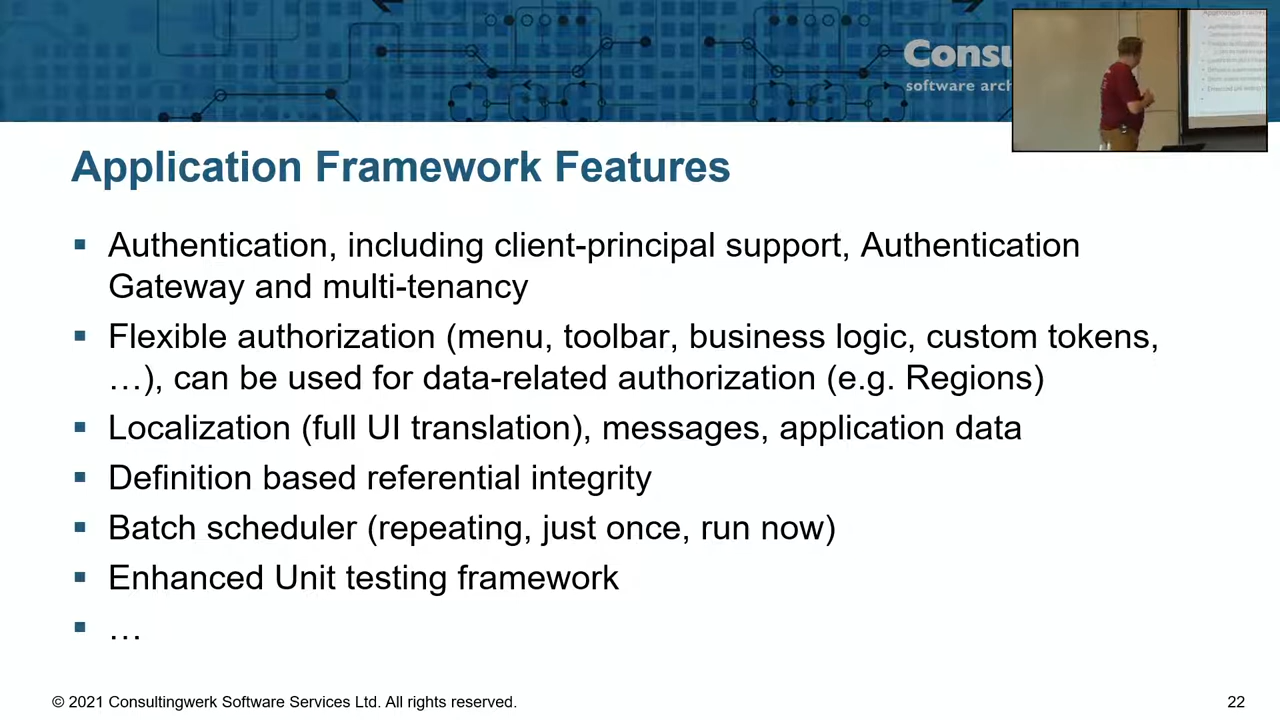 Consu
software arch
Application Framework Features
▪ Authentication, including client-principal support, Authentication
Gateway and multi-tenancy
▪ Flexible authorization (menu, toolbar, business logic, custom tokens,
…), can be used for data-related authorization (e.g. Regions)
▪ Localization (full UI translation), messages, application data
▪ Definition based referential integrity
▪ Batch scheduler (repeating, just once, run now)
▪ Enhanced Unit testing framework
▪ …
© 2021 Consultingwerk Software Services Ltd. All rights reserved.
22